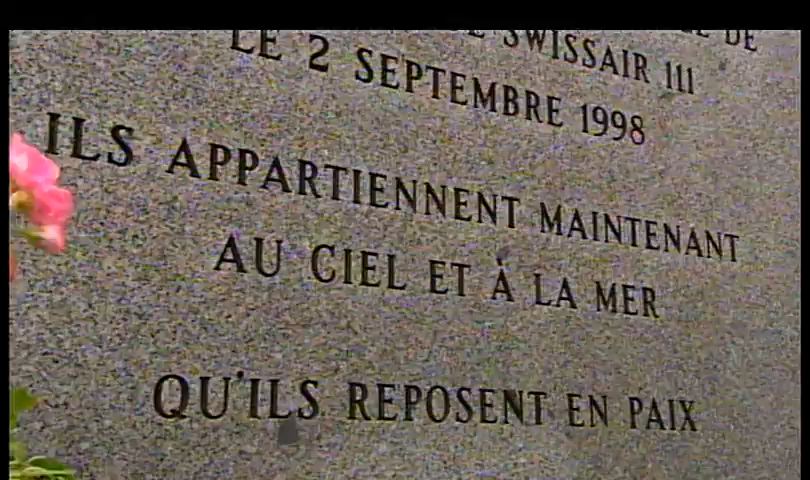 DE SWISSAIR 111
LE 2 SEPTEMBRE 1998
ILS APPARTIENNENT MAINTENANT
AU CIEL ET À LA MER
QU'ILS REPOSENT EN PAIX